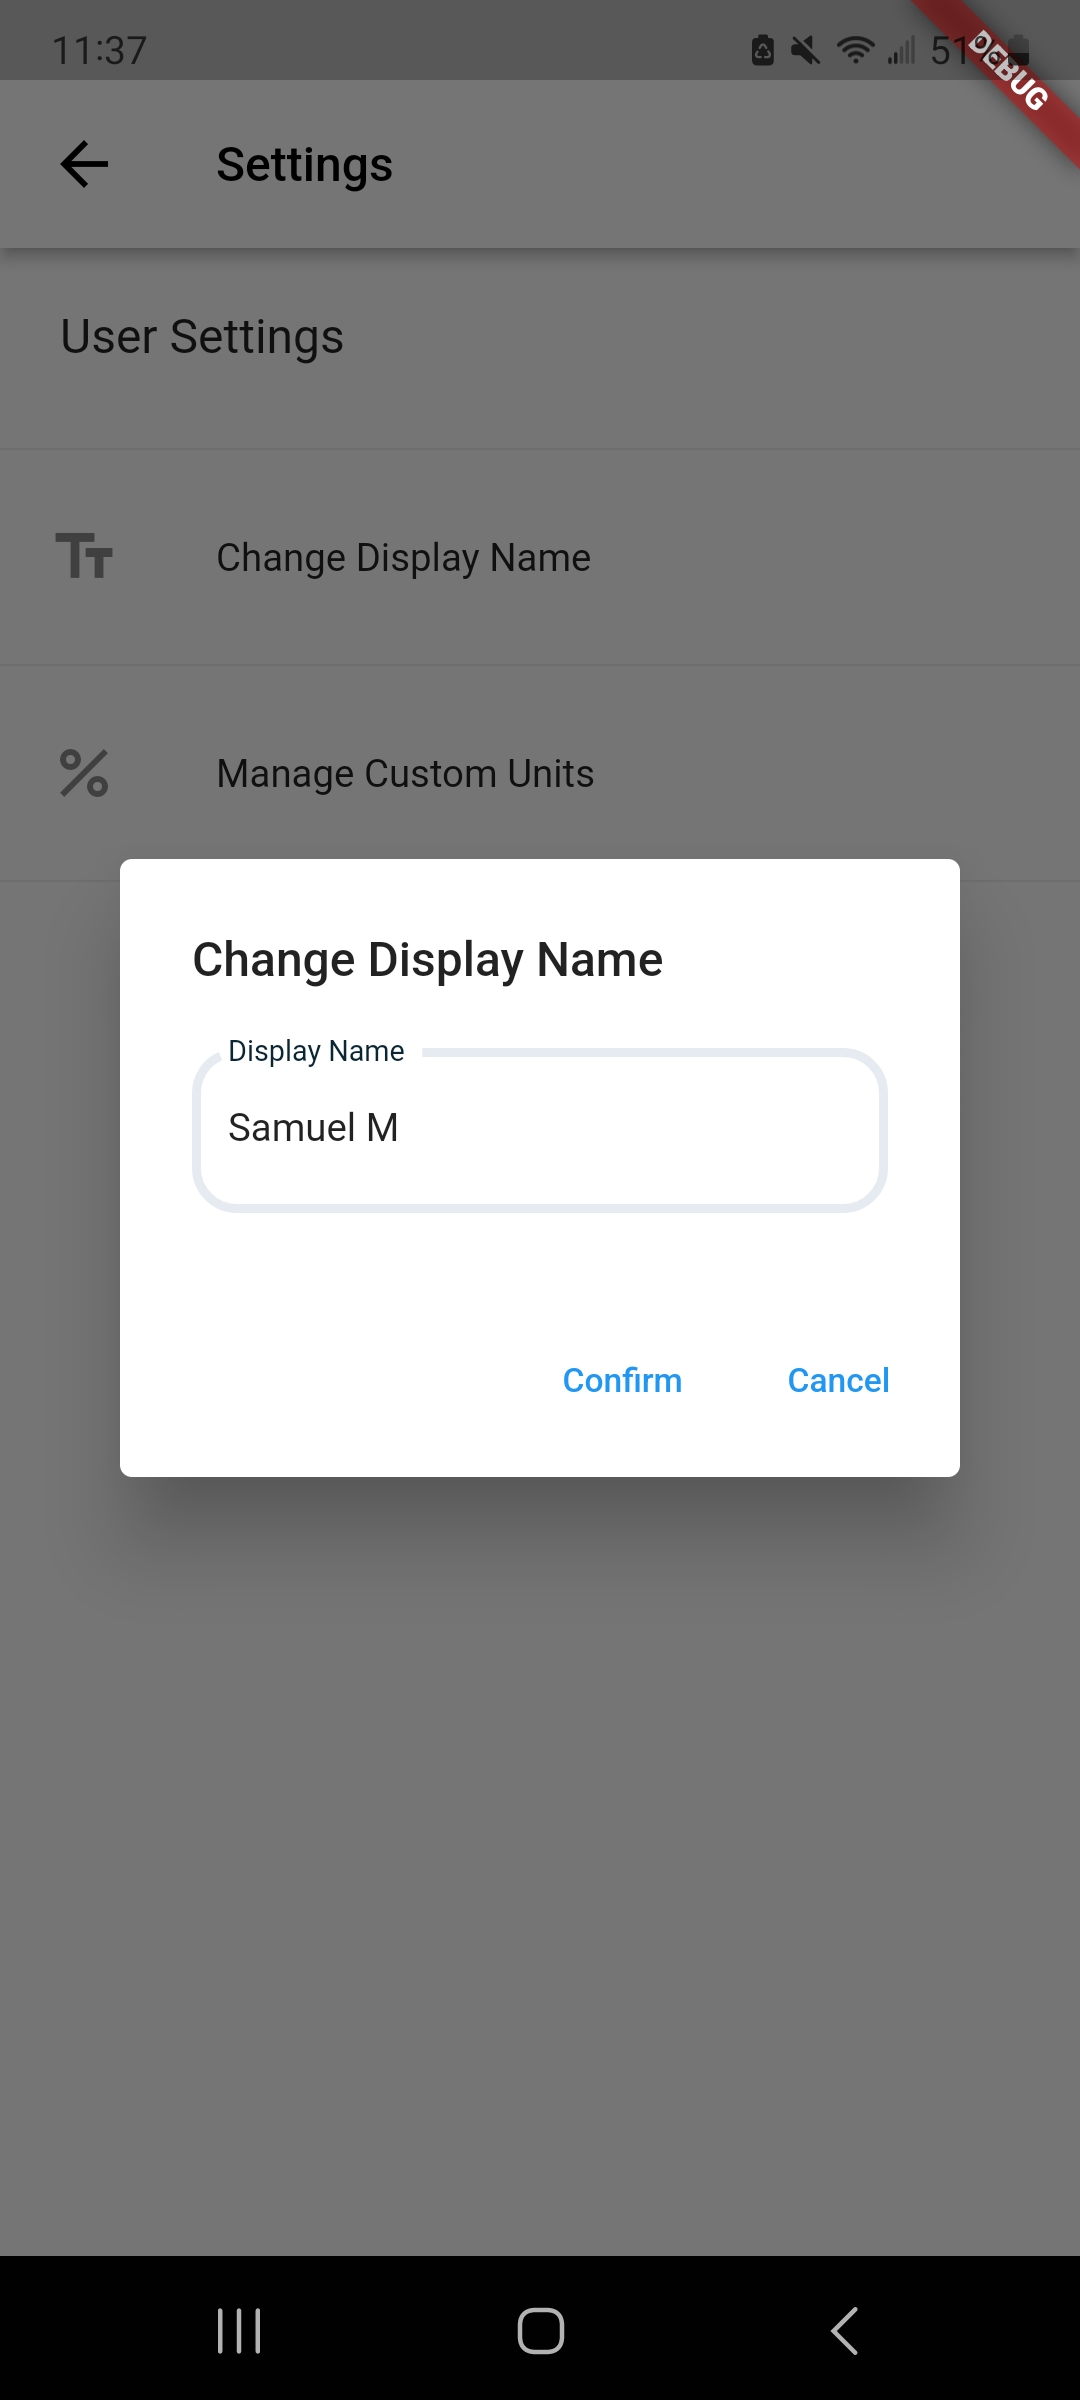 11:37
DEBUG
Settings
User Settings
Change Display Name
Manage Custom Units
Change Display Name
Display Name
Samuel M
Confirm Cancel